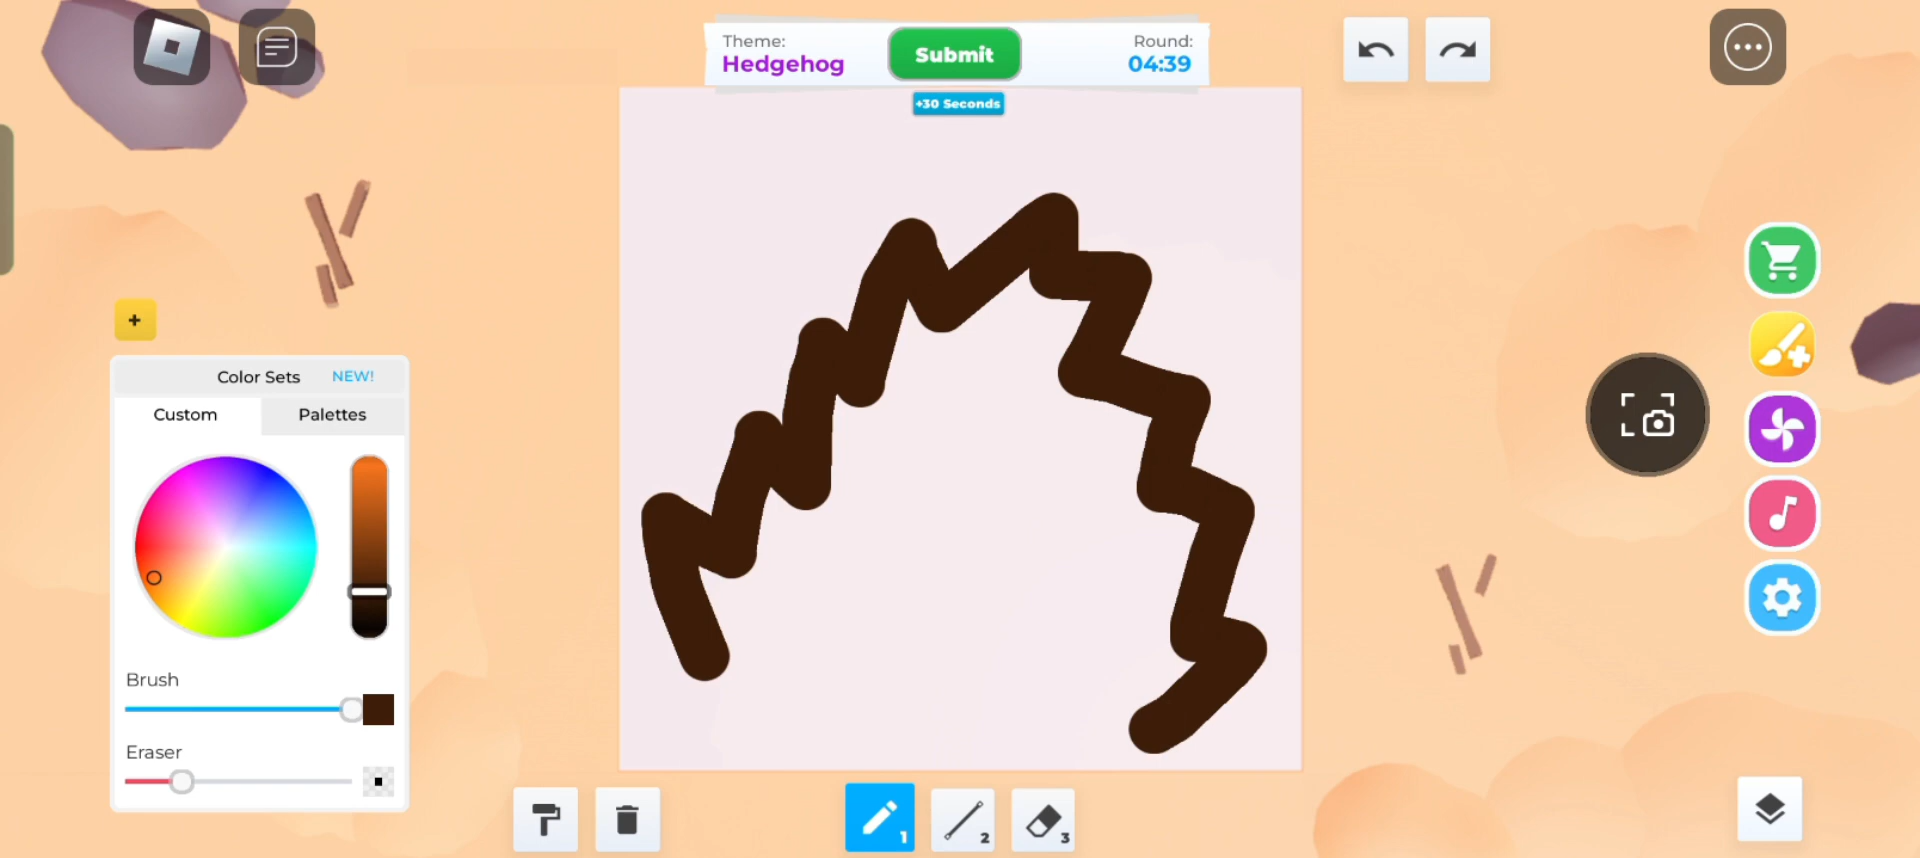 Theme:
Hedgehog
Submit
Round:
04:39
+30 Seconds
+
Color Sets NEW!
Custom Palettes
Brush
Eraser
1
2
3